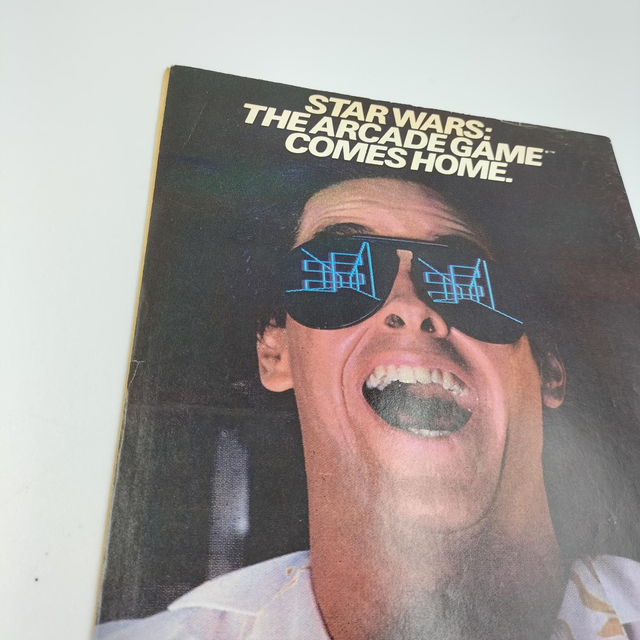 STAR WARS:
THE ARCADE GAME™
COMES HOME.